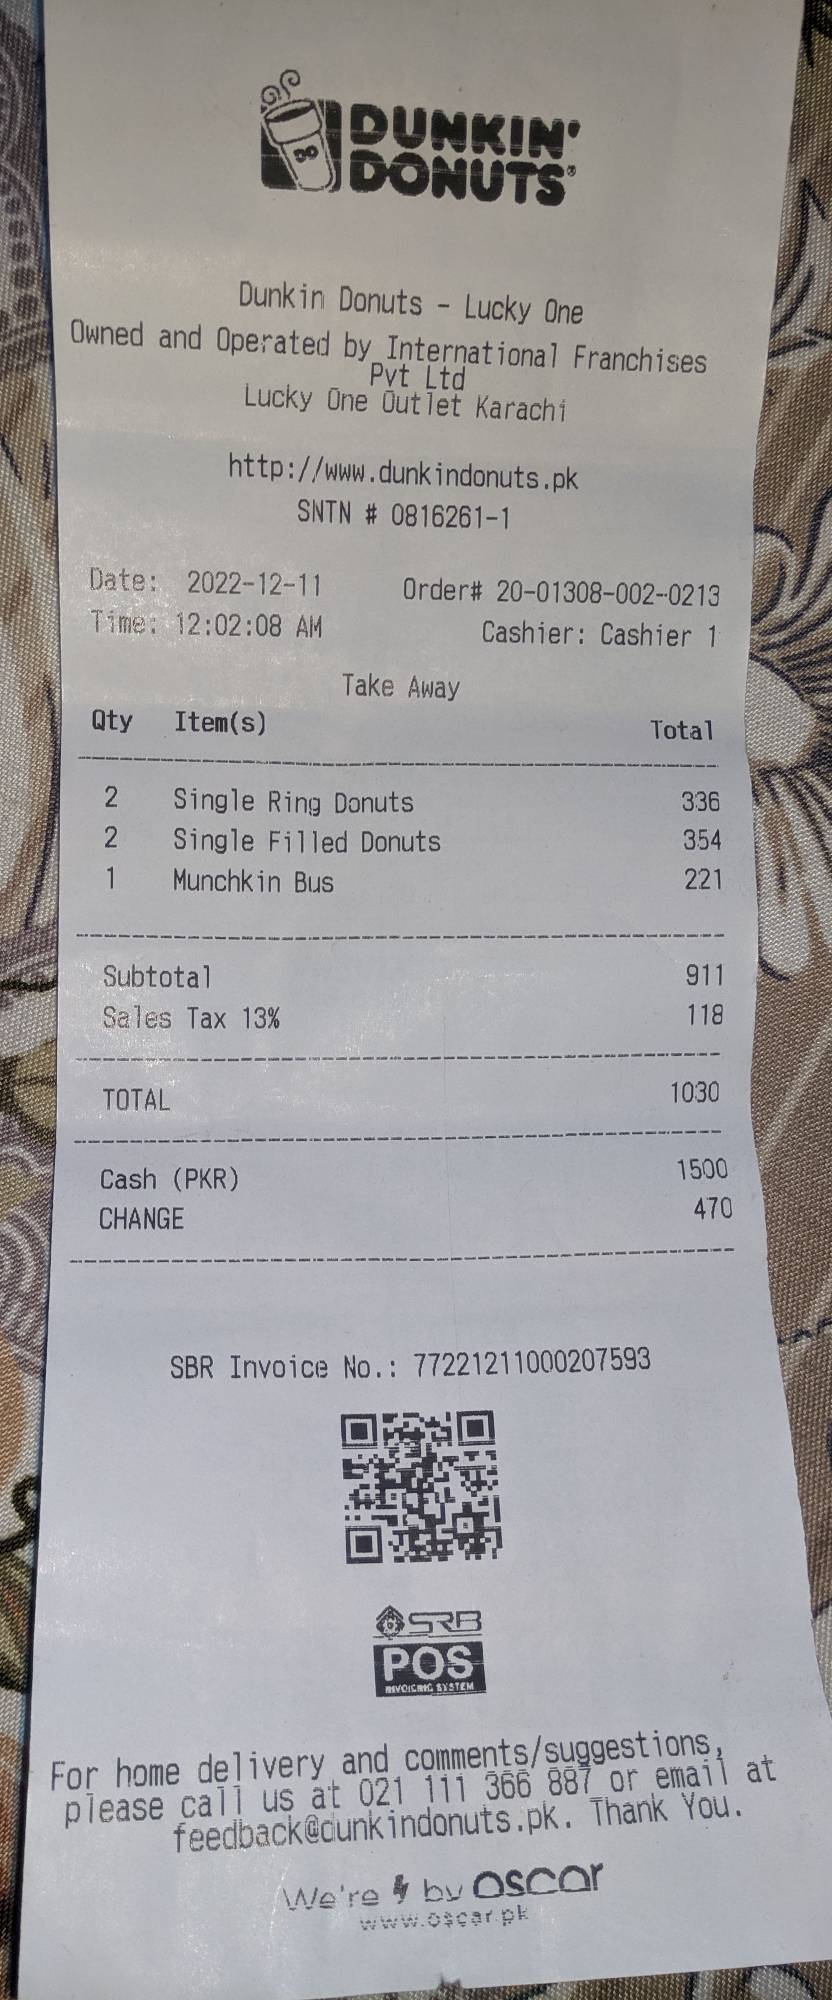 DUNKIN'
DONUTS®
Dunkin Donuts - Lucky One
Owned and Operated by International Franchises
Pvt Ltd
Lucky One Outlet Karachi
http://www.dunkindonuts.pk
SNTN # 0816261-1
Date: 2022-12-11 Order# 20-01308-002-0213
Time: 12:02:08 AM Cashier: Cashier 1
Take Away
Qty Item(s) Total
2 Single Ring Donuts 336
2 Single Filled Donuts 354
1 Munchkin Bus 221
Subtotal 911
Sales Tax 13% 118
TOTAL 1030
Cash (PKR) 1500
CHANGE 470
SBR Invoice No.: 77221211000207593
SRB
POS
INVOICING SYSTEM
For home delivery and comments/suggestions,
please call us at 021 111 366 887 or email at
feedback@dunkindonuts.pk. Thank You.
We're by oscar
www.oscar.pk